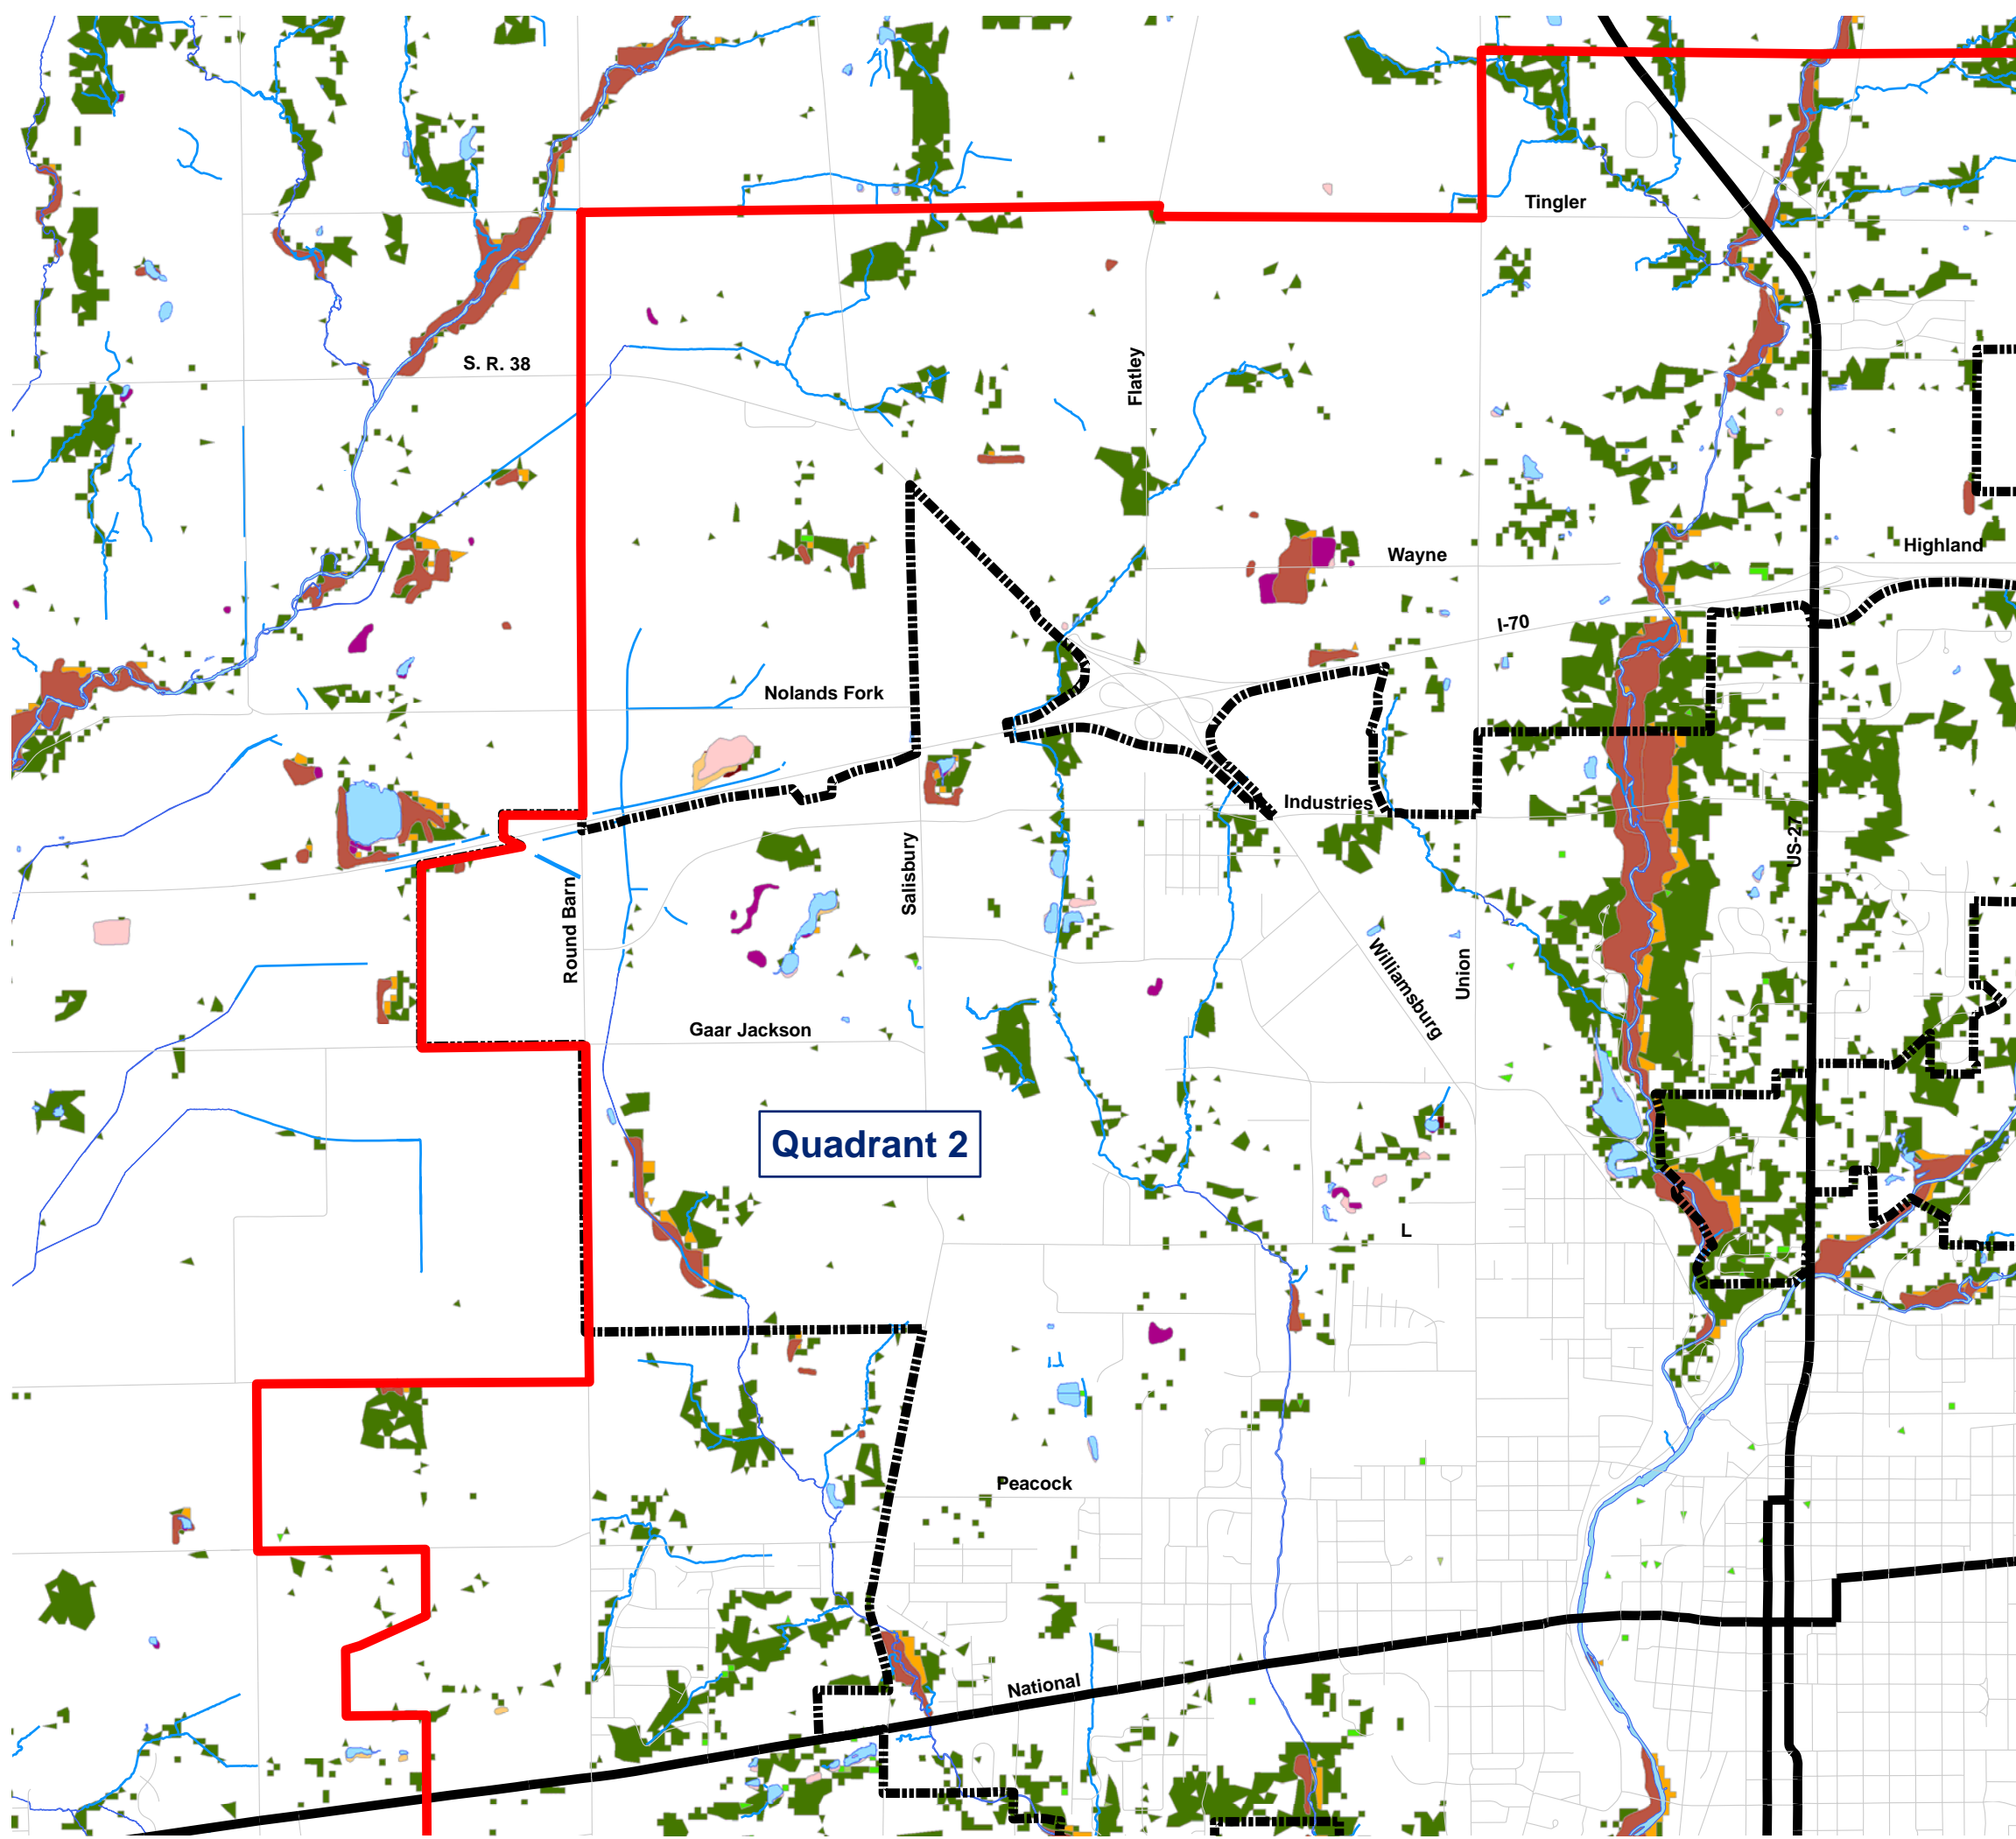 Tingler
S. R. 38
Flatley
Wayne
Highland
I-70
Nolands Fork
Industries
US-27
Round Barn
Salisbury
Williamsburg
Union
Gaar Jackson
Quadrant 2
L
Peacock
National